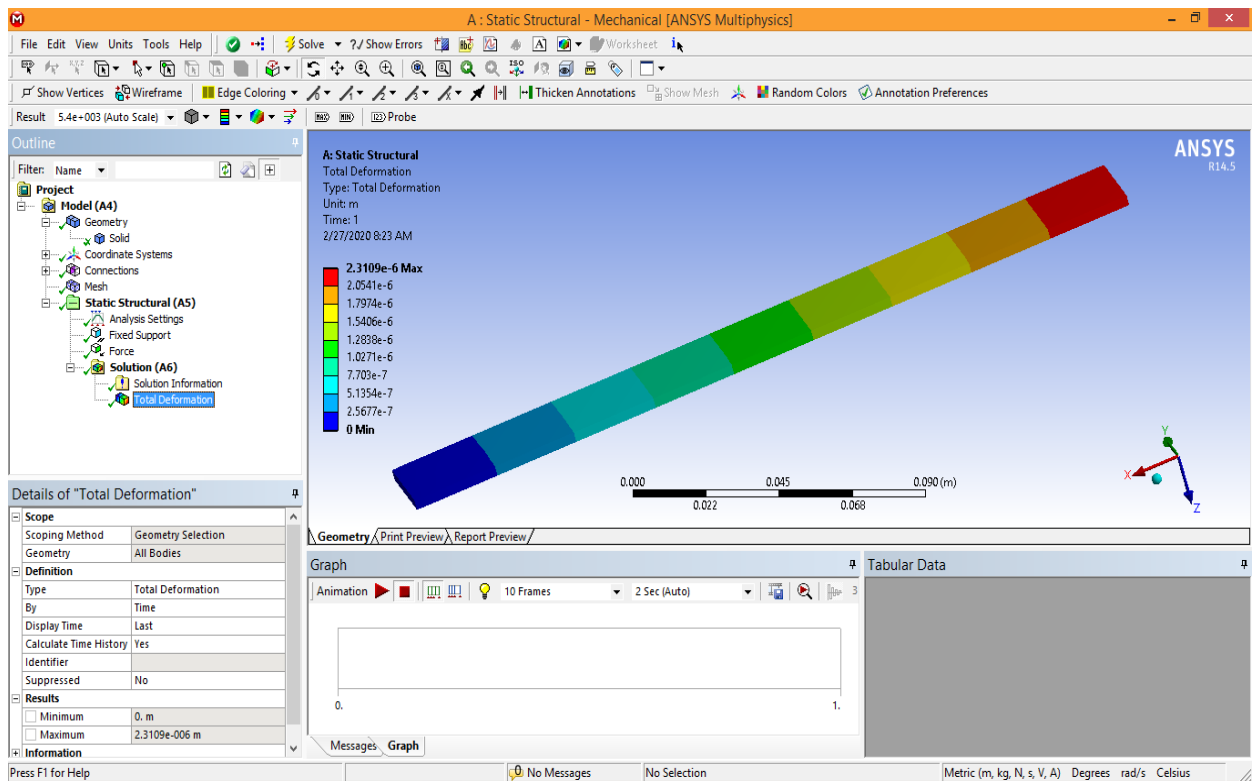 A : Static Structural - Mechanical [ANSYS Multiphysics]
File Edit View Units Tools Help Solve ?/ Show Errors A Worksheet
ISO
Show Vertices Wireframe Edge Coloring Thicken Annotations Show Mesh Random Colors Annotation Preferences
Result 5.4e+003 (Auto Scale) MAX MIN 123 Probe
Outline
Filter: Name
Project
Model (A4)
Geometry
Solid
Coordinate Systems
Connections
Mesh
Static Structural (A5)
Analysis Settings
Fixed Support
Force
Solution (A6)
Solution Information
Total Deformation
A: Static Structural
Total Deformation
Type: Total Deformation
Unit: m
Time: 1
2/27/2020 8:23 AM
2.3109e-6 Max
2.0541e-6
1.7974e-6
1.5406e-6
1.2838e-6
1.0271e-6
7.703e-7
5.1354e-7
2.5677e-7
0 Min
ANSYS
R14.5
Y
X
Z
0.000 0.045 0.090 (m)
0.022 0.068
Geometry Print Preview Report Preview
Details of "Total Deformation"
Scope
Scoping Method Geometry Selection
Geometry All Bodies
Definition
Type Total Deformation
By Time
Display Time Last
Calculate Time History Yes
Identifier
Suppressed No
Results
Minimum 0. m
Maximum 2.3109e-006 m
Information
Graph
Animation 10 Frames 2 Sec (Auto) 3
0. 1.
Messages Graph
Tabular Data
Press F1 for Help No Messages No Selection Metric (m, kg, N, s, V, A) Degrees rad/s Celsius